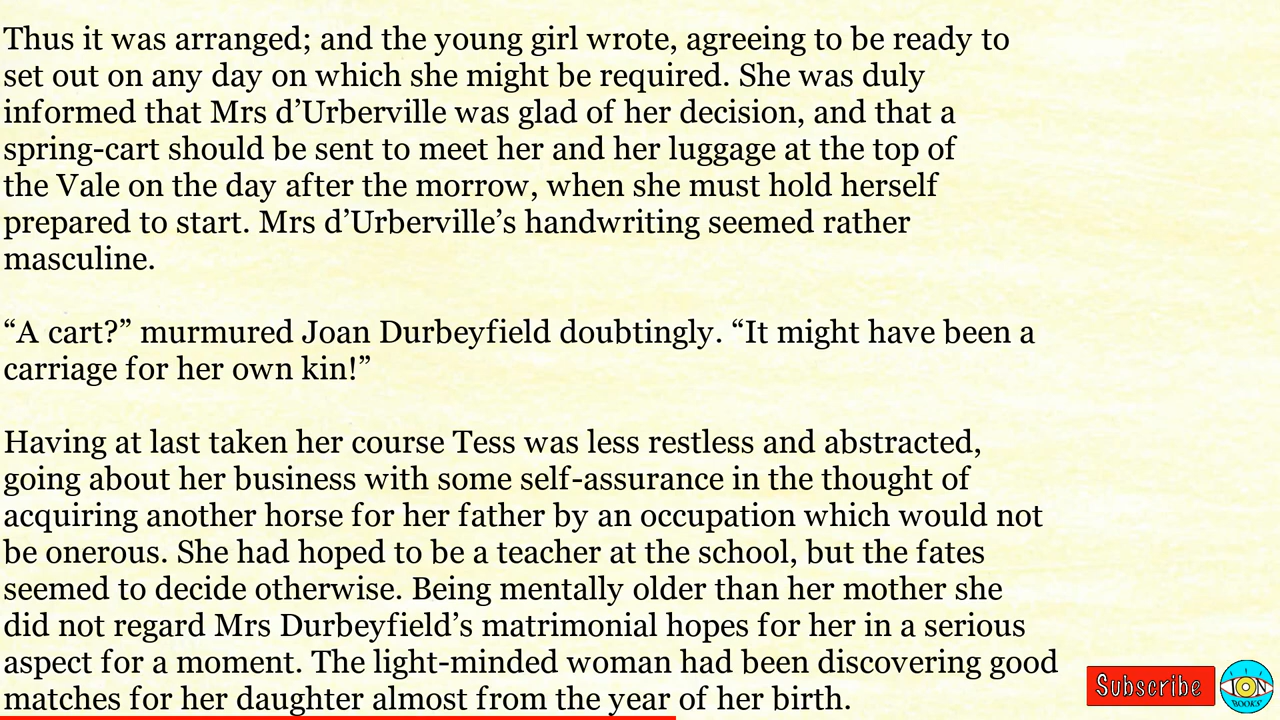 Thus it was arranged; and the young girl wrote, agreeing to be ready to
set out on any day on which she might be required. She was duly
informed that Mrs d’Urberville was glad of her decision, and that a
spring-cart should be sent to meet her and her luggage at the top of
the Vale on the day after the morrow, when she must hold herself
prepared to start. Mrs d’Urberville’s handwriting seemed rather
masculine.
“A cart?” murmured Joan Durbeyfield doubtingly. “It might have been a
carriage for her own kin!”
Having at last taken her course Tess was less restless and abstracted,
going about her business with some self-assurance in the thought of
acquiring another horse for her father by an occupation which would not
be onerous. She had hoped to be a teacher at the school, but the fates
seemed to decide otherwise. Being mentally older than her mother she
did not regard Mrs Durbeyfield’s matrimonial hopes for her in a serious
aspect for a moment. The light-minded woman had been discovering good
matches for her daughter almost from the year of her birth.
Subscribe
ION
BOOKS